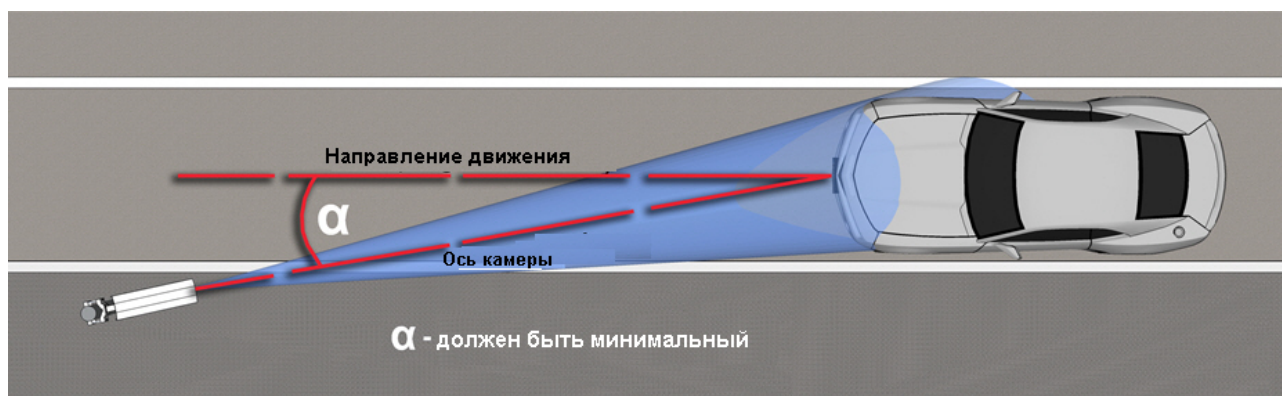 Направление движения
α
Ось камеры
α - должен быть минимальный